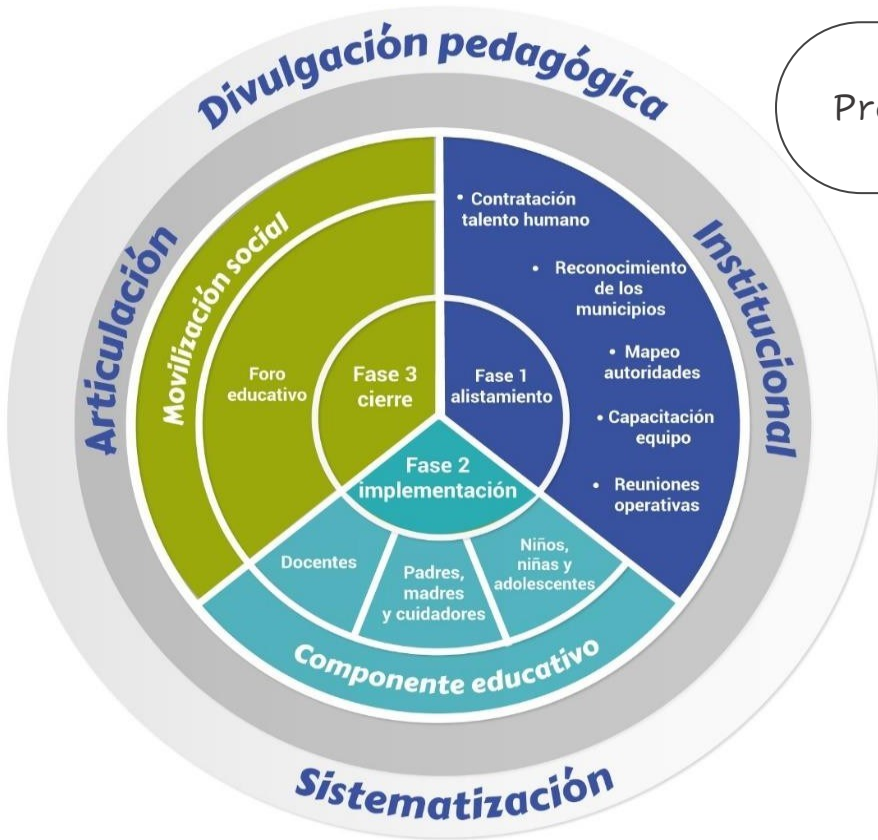 Divulgación pedagógica
Articulación
Institucional
Sistematización
Movilización social
Foro
educativo
Fase 3
cierre
Fase 1
alistamiento
• Contratación
talento humano
• Reconocimiento
de los
municipios
• Mapeo
autoridades
• Capacitación
equipo
• Reuniones
operativas
Fase 2
implementación
Docentes
Padres,
madres
y cuidadores
Niños,
niñas y
adolescentes
Componente educativo